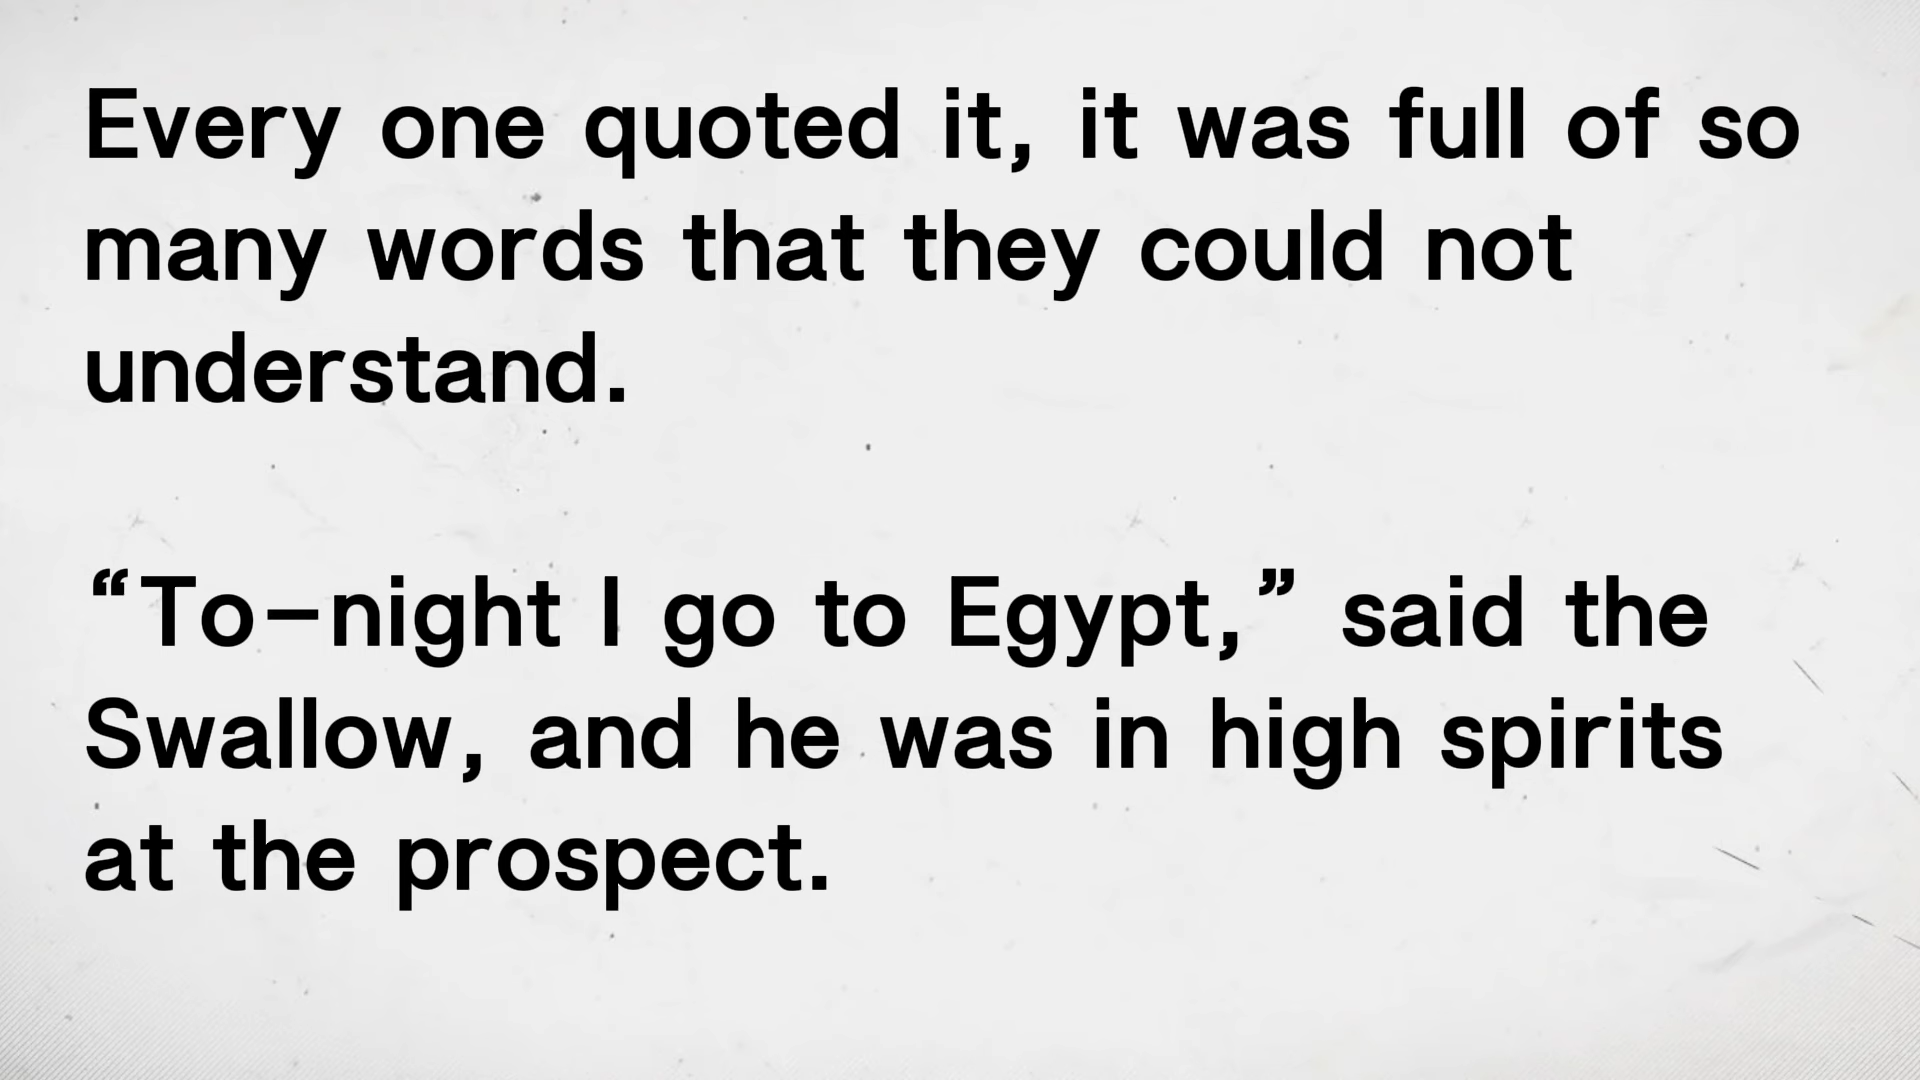 Every one quoted it, it was full of so
many words that they could not
understand.
“To-night I go to Egypt,” said the
Swallow, and he was in high spirits
at the prospect.